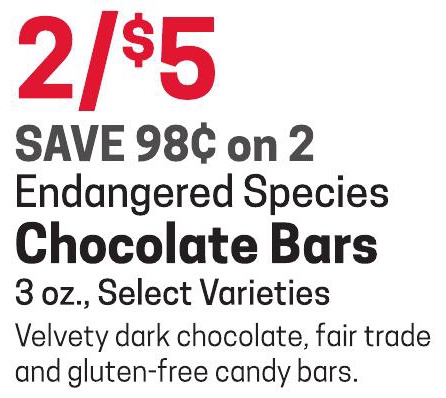 2/$5
SAVE 98¢ on 2
Endangered Species
Chocolate Bars
3 oz., Select Varieties
Velvety dark chocolate, fair trade
and gluten-free candy bars.